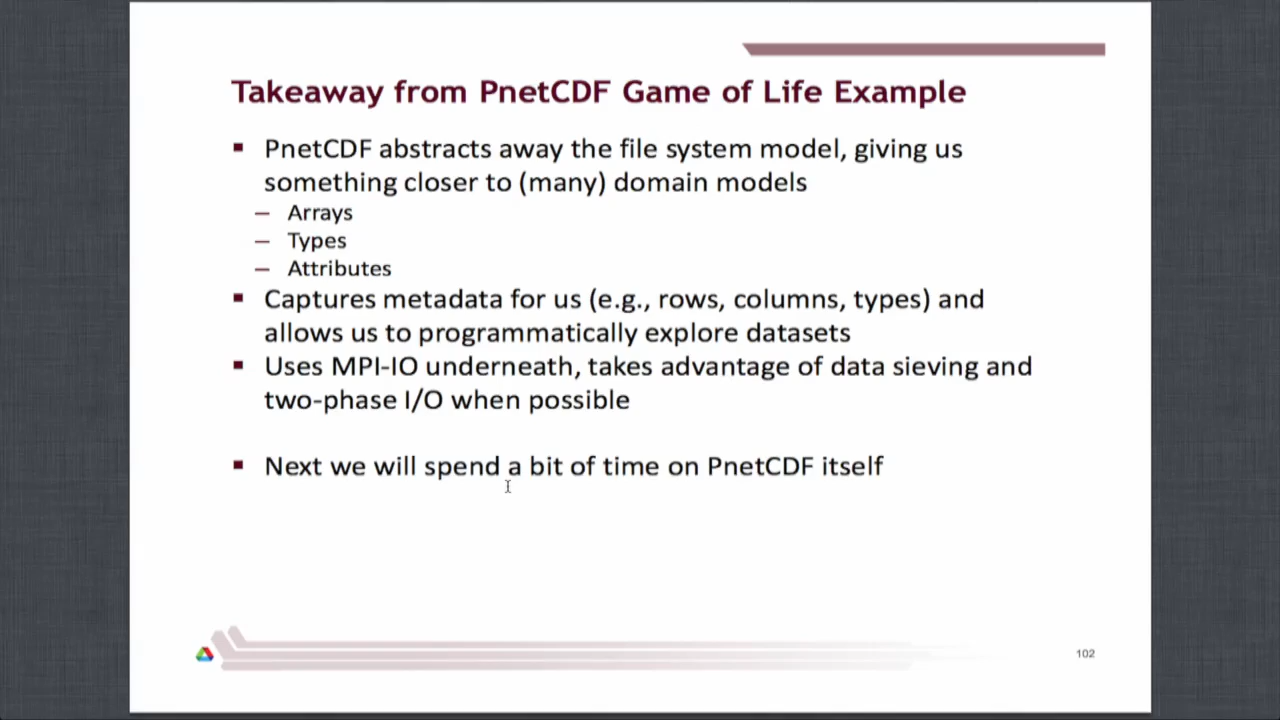 Takeaway from PnetCDF Game of Life Example
▪ PnetCDF abstracts away the file system model, giving us
something closer to (many) domain models
– Arrays
– Types
– Attributes
▪ Captures metadata for us (e.g., rows, columns, types) and
allows us to programmatically explore datasets
▪ Uses MPI-IO underneath, takes advantage of data sieving and
two-phase I/O when possible
▪ Next we will spend a bit of time on PnetCDF itself
102